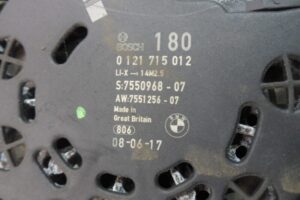 BOSCH 180
0 121 715 012
LI-X → 14M2.5
S:7550968-07
AW:7551256-07
Made in
Great Britain
(806)
08-06-17